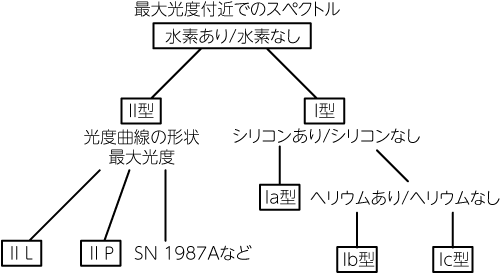 最大光度付近でのスペクトル
水素あり/水素なし
II型
I型
光度曲線の形状
最大光度
シリコンあり/シリコンなし
Ia型
ヘリウムあり/ヘリウムなし
II L
II P
SN 1987Aなど
Ib型
Ic型